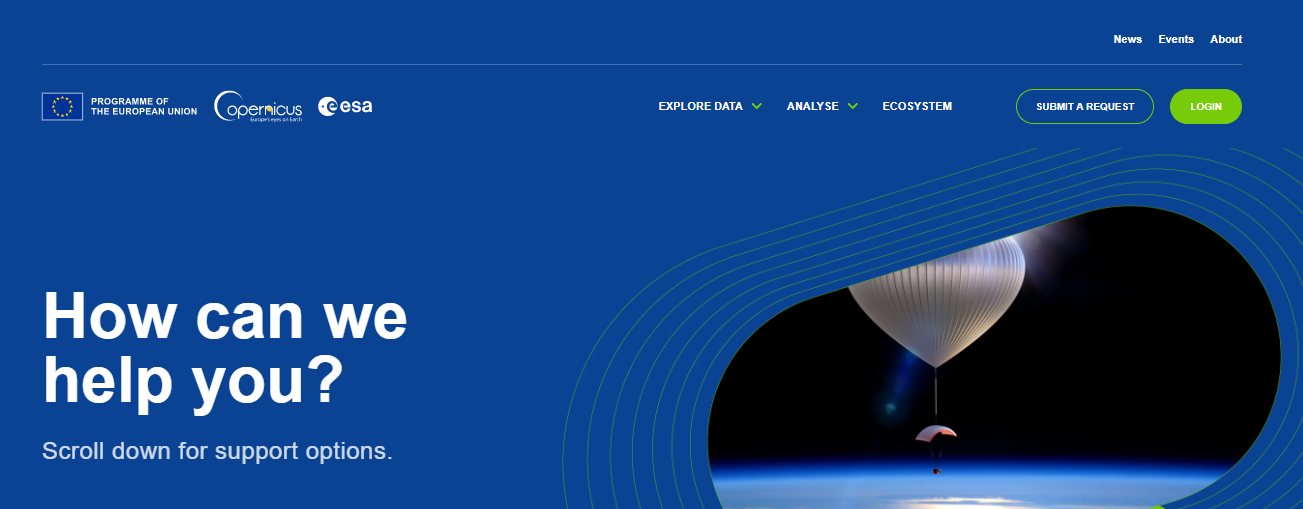 News Events About
PROGRAMME OF
THE EUROPEAN UNION
opernicus
Europe's eyes on Earth
esa
EXPLORE DATA
ANALYSE
ECOSYSTEM
SUBMIT A REQUEST
LOGIN
How can we
help you?
Scroll down for support options.